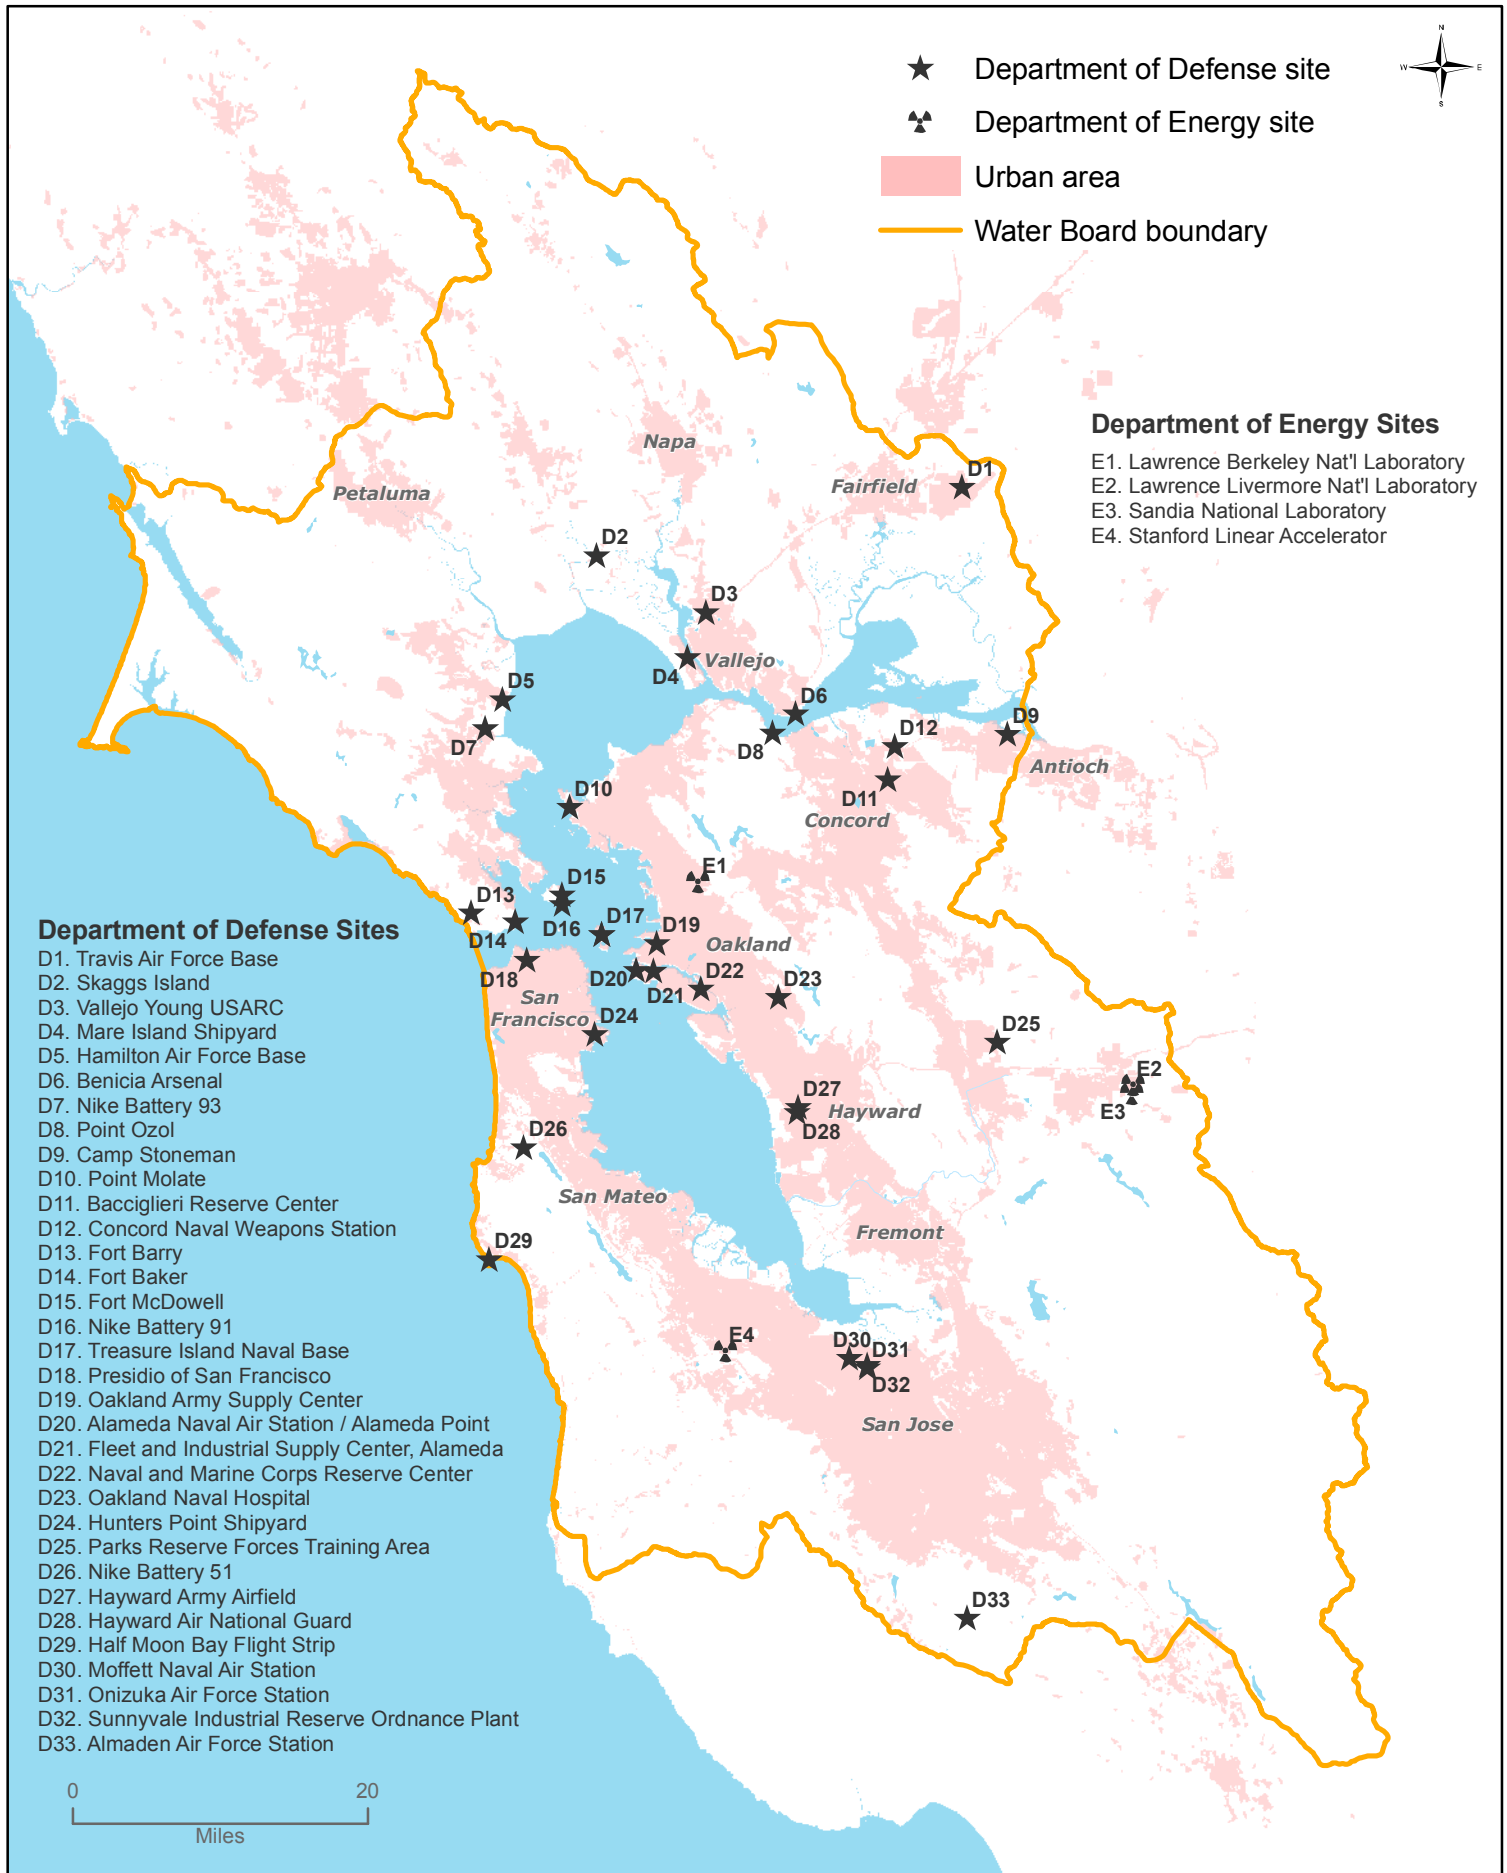 N
W
E
S
Department of Defense site
Department of Energy site
Urban area
Water Board boundary
Department of Energy Sites
E1. Lawrence Berkeley Nat'l Laboratory
E2. Lawrence Livermore Nat'l Laboratory
E3. Sandia National Laboratory
E4. Stanford Linear Accelerator
Napa
D1
Fairfield
Petaluma
D2
D3
D4
Vallejo
D5
D6
D7
D8
D9
D12
Antioch
D11
D10
Concord
E1
D15
D13
D16
D17
D14
D19
Oakland
D18
D20
D21
D22
D23
San
Francisco
D24
D25
E2
E3
D27
Hayward
D28
D26
San Mateo
Fremont
D29
E4
D30
D31
D32
San Jose
D33
Department of Defense Sites
D1. Travis Air Force Base
D2. Skaggs Island
D3. Vallejo Young USARC
D4. Mare Island Shipyard
D5. Hamilton Air Force Base
D6. Benicia Arsenal
D7. Nike Battery 93
D8. Point Ozol
D9. Camp Stoneman
D10. Point Molate
D11. Bacciglieri Reserve Center
D12. Concord Naval Weapons Station
D13. Fort Barry
D14. Fort Baker
D15. Fort McDowell
D16. Nike Battery 91
D17. Treasure Island Naval Base
D18. Presidio of San Francisco
D19. Oakland Army Supply Center
D20. Alameda Naval Air Station / Alameda Point
D21. Fleet and Industrial Supply Center, Alameda
D22. Naval and Marine Corps Reserve Center
D23. Oakland Naval Hospital
D24. Hunters Point Shipyard
D25. Parks Reserve Forces Training Area
D26. Nike Battery 51
D27. Hayward Army Airfield
D28. Hayward Air National Guard
D29. Half Moon Bay Flight Strip
D30. Moffett Naval Air Station
D31. Onizuka Air Force Station
D32. Sunnyvale Industrial Reserve Ordnance Plant
D33. Almaden Air Force Station
0 20
Miles